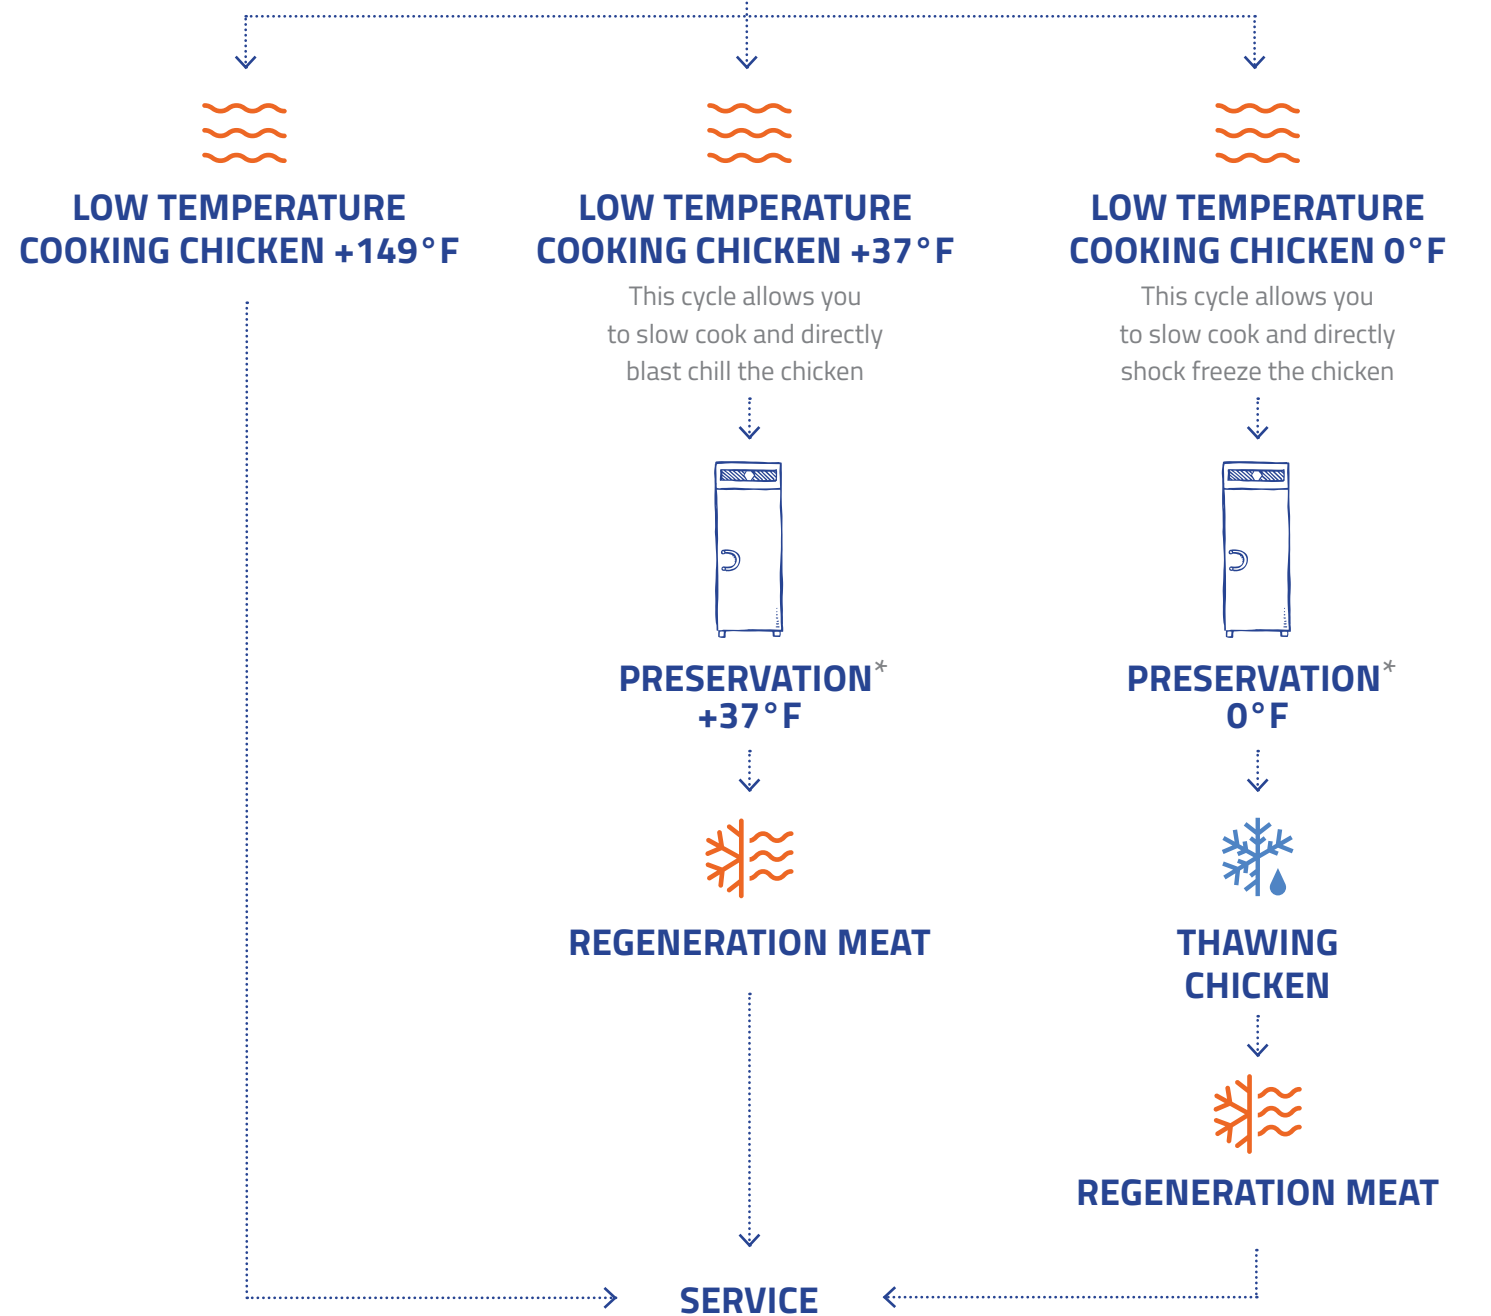 LOW TEMPERATURE
COOKING CHICKEN +149°F
LOW TEMPERATURE
COOKING CHICKEN +37°F
This cycle allows you
to slow cook and directly
blast chill the chicken
PRESERVATION*
+37°F
REGENERATION MEAT
LOW TEMPERATURE
COOKING CHICKEN 0°F
This cycle allows you
to slow cook and directly
shock freeze the chicken
PRESERVATION*
0°F
THAWING
CHICKEN
REGENERATION MEAT
SERVICE